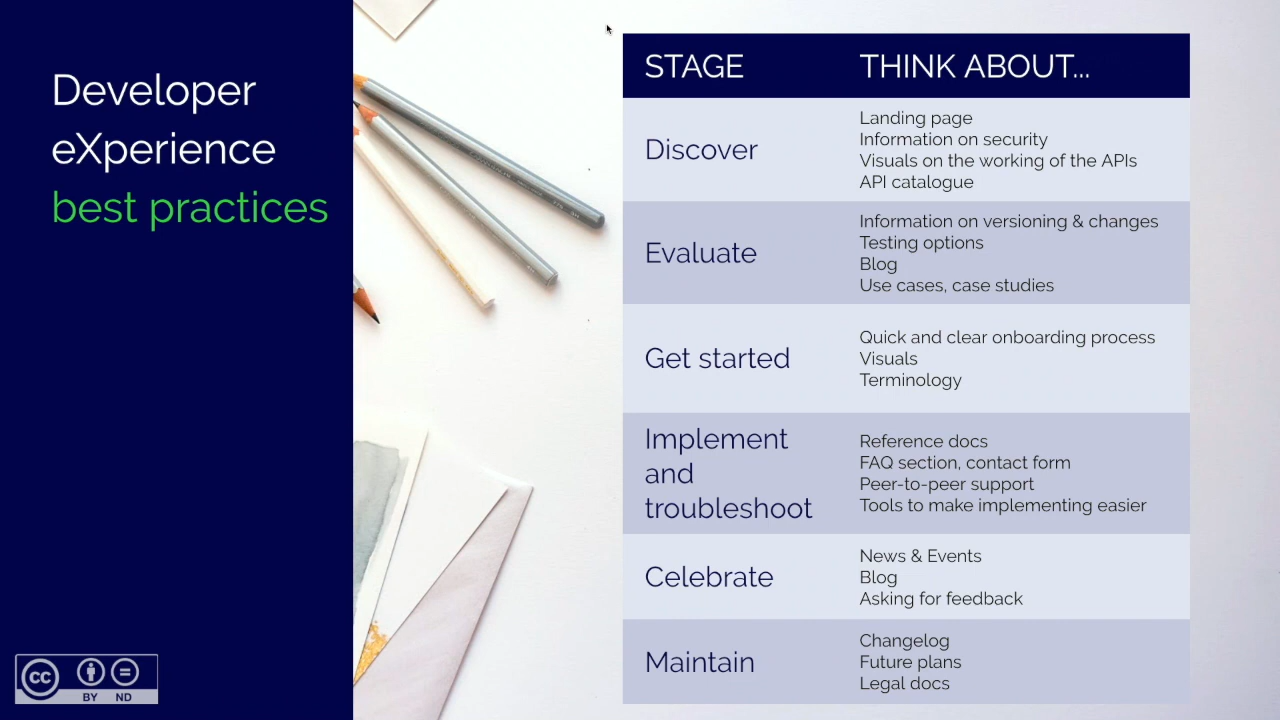 Developer
eXperience
best practices
STAGE THINK ABOUT...
Discover
Landing page
Information on security
Visuals on the working of the APIs
API catalogue
Evaluate
Information on versioning & changes
Testing options
Blog
Use cases, case studies
Get started
Quick and clear onboarding process
Visuals
Terminology
Implement
and
troubleshoot
Reference docs
FAQ section, contact form
Peer-to-peer support
Tools to make implementing easier
Celebrate
News & Events
Blog
Asking for feedback
Maintain
Changelog
Future plans
Legal docs
cc
BY ND